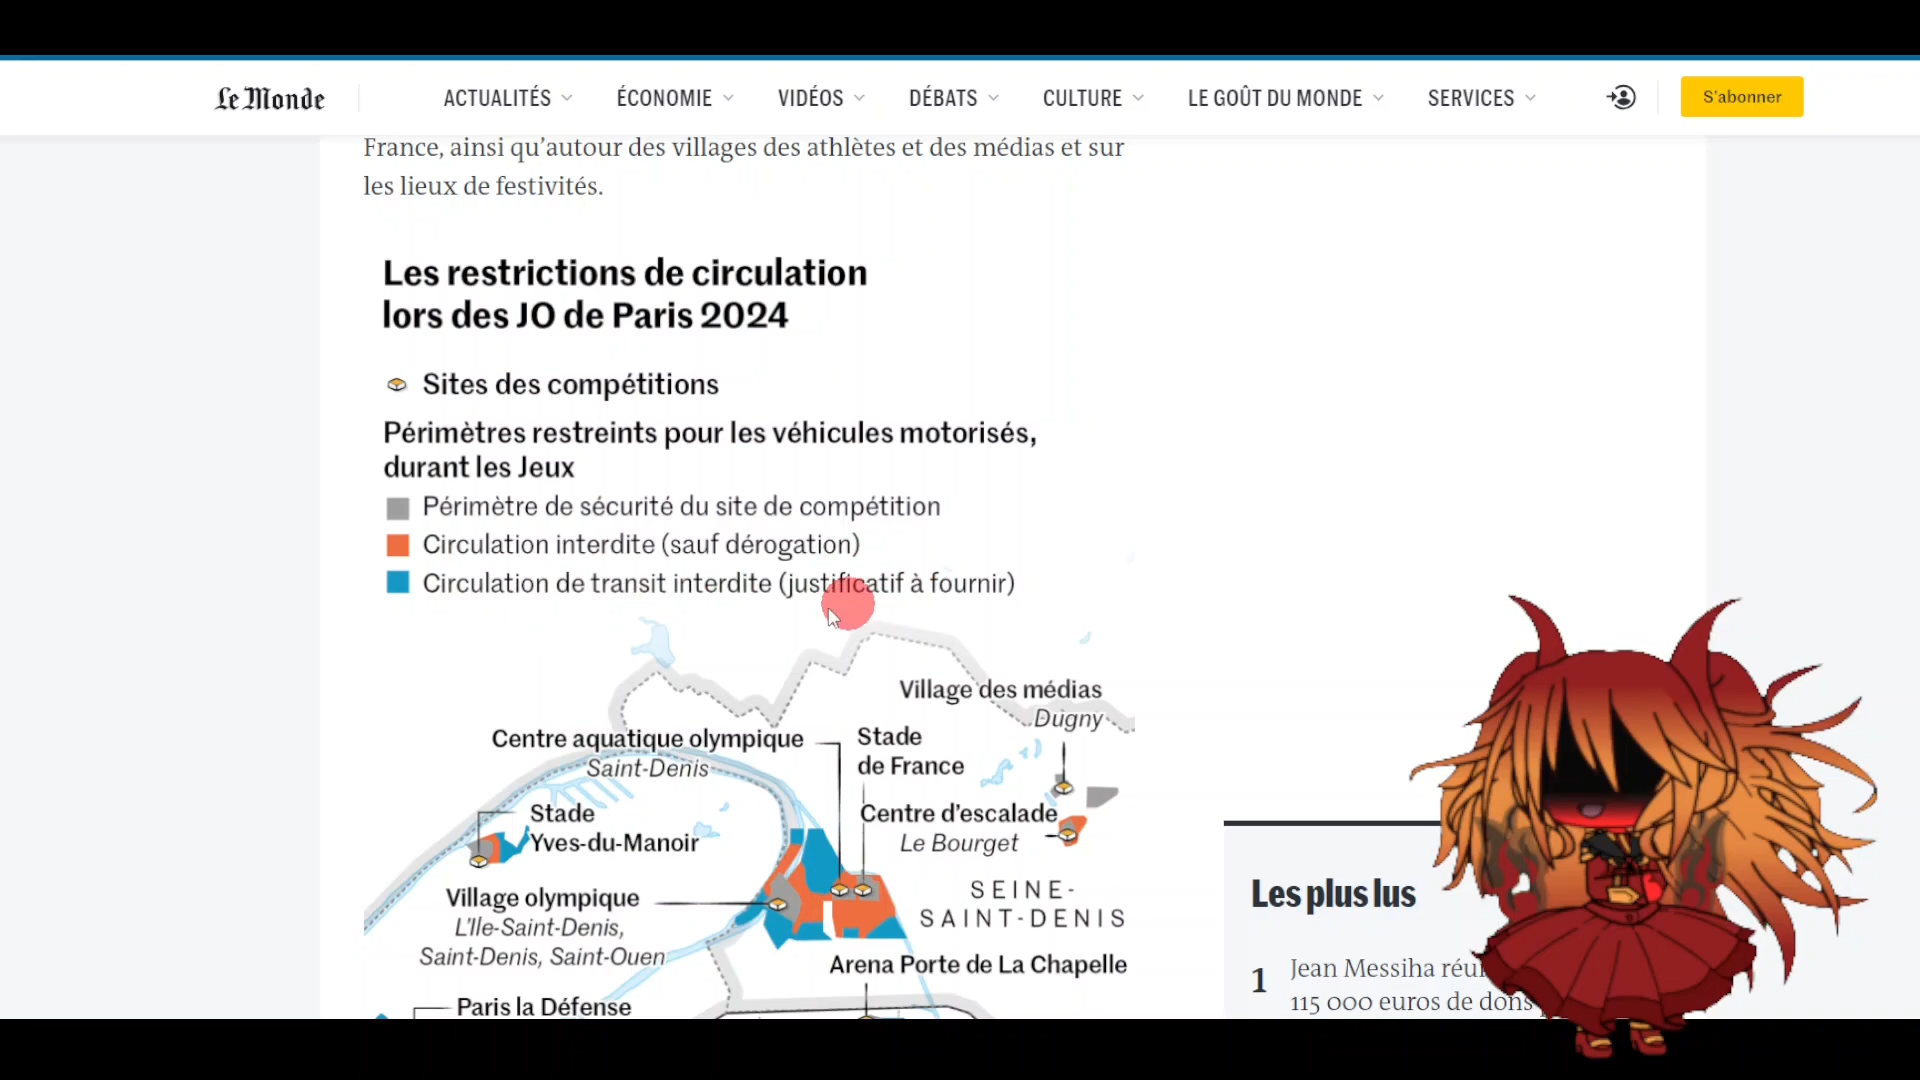 Le Monde
ACTUALITÉS
ÉCONOMIE
VIDÉOS
DÉBATS
CULTURE
LE GOÛT DU MONDE
SERVICES
S'abonner
France, ainsi qu'autour des villages des athlètes et des médias et sur
les lieux de festivités.
Les restrictions de circulation
lors des JO de Paris 2024
Sites des compétitions
Périmètres restreints pour les véhicules motorisés,
durant les Jeux
Périmètre de sécurité du site de compétition
Circulation interdite (sauf dérogation)
Circulation de transit interdite (justificatif à fournir)
Village des médias
Dugny
Centre aquatique olympique
Saint-Denis
Stade
de France
Stade
Yves-du-Manoir
Centre d'escalade
Le Bourget
Village olympique
L'Ile-Saint-Denis,
Saint-Denis, Saint-Ouen
SEINE-
SAINT-DENIS
Arena Porte de La Chapelle
Paris la Défense
Les plus lus
1
Jean Messiha
115 000 euros de dons